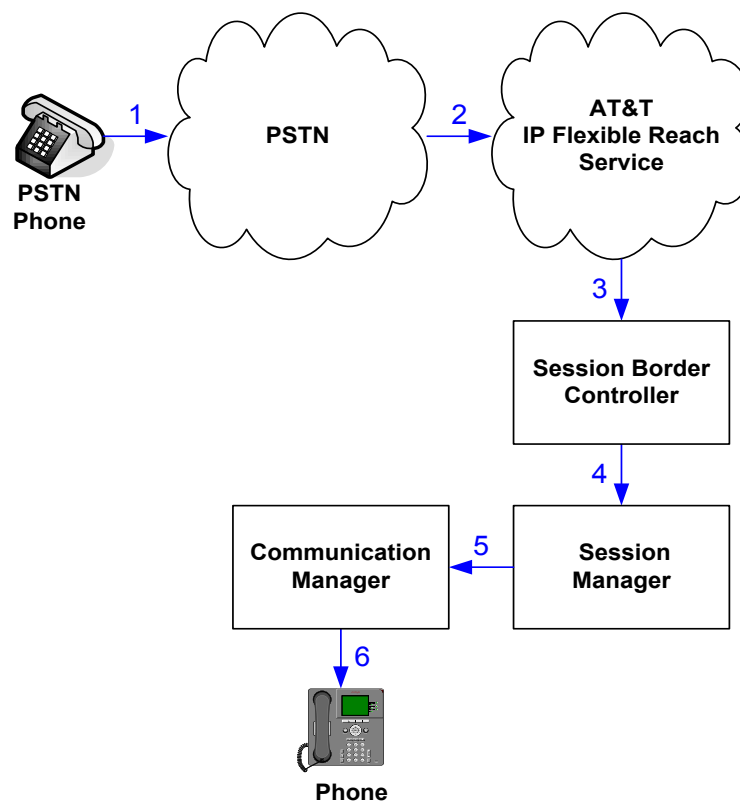 1
2
PSTN
AT&T
IP Flexible Reach
Service
PSTN
Phone
3
Session Border
Controller
4
Communication
Manager
5
Session
Manager
6
Phone